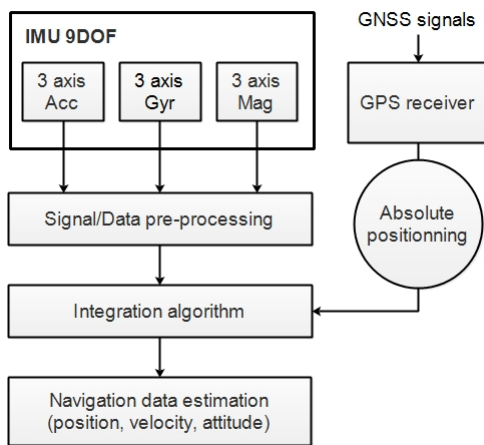 IMU 9DOF
3 axis
Acc
3 axis
Gyr
3 axis
Mag
GNSS signals
GPS receiver
Absolute
positionning
Signal/Data pre-processing
Integration algorithm
Navigation data estimation
(position, velocity, attitude)